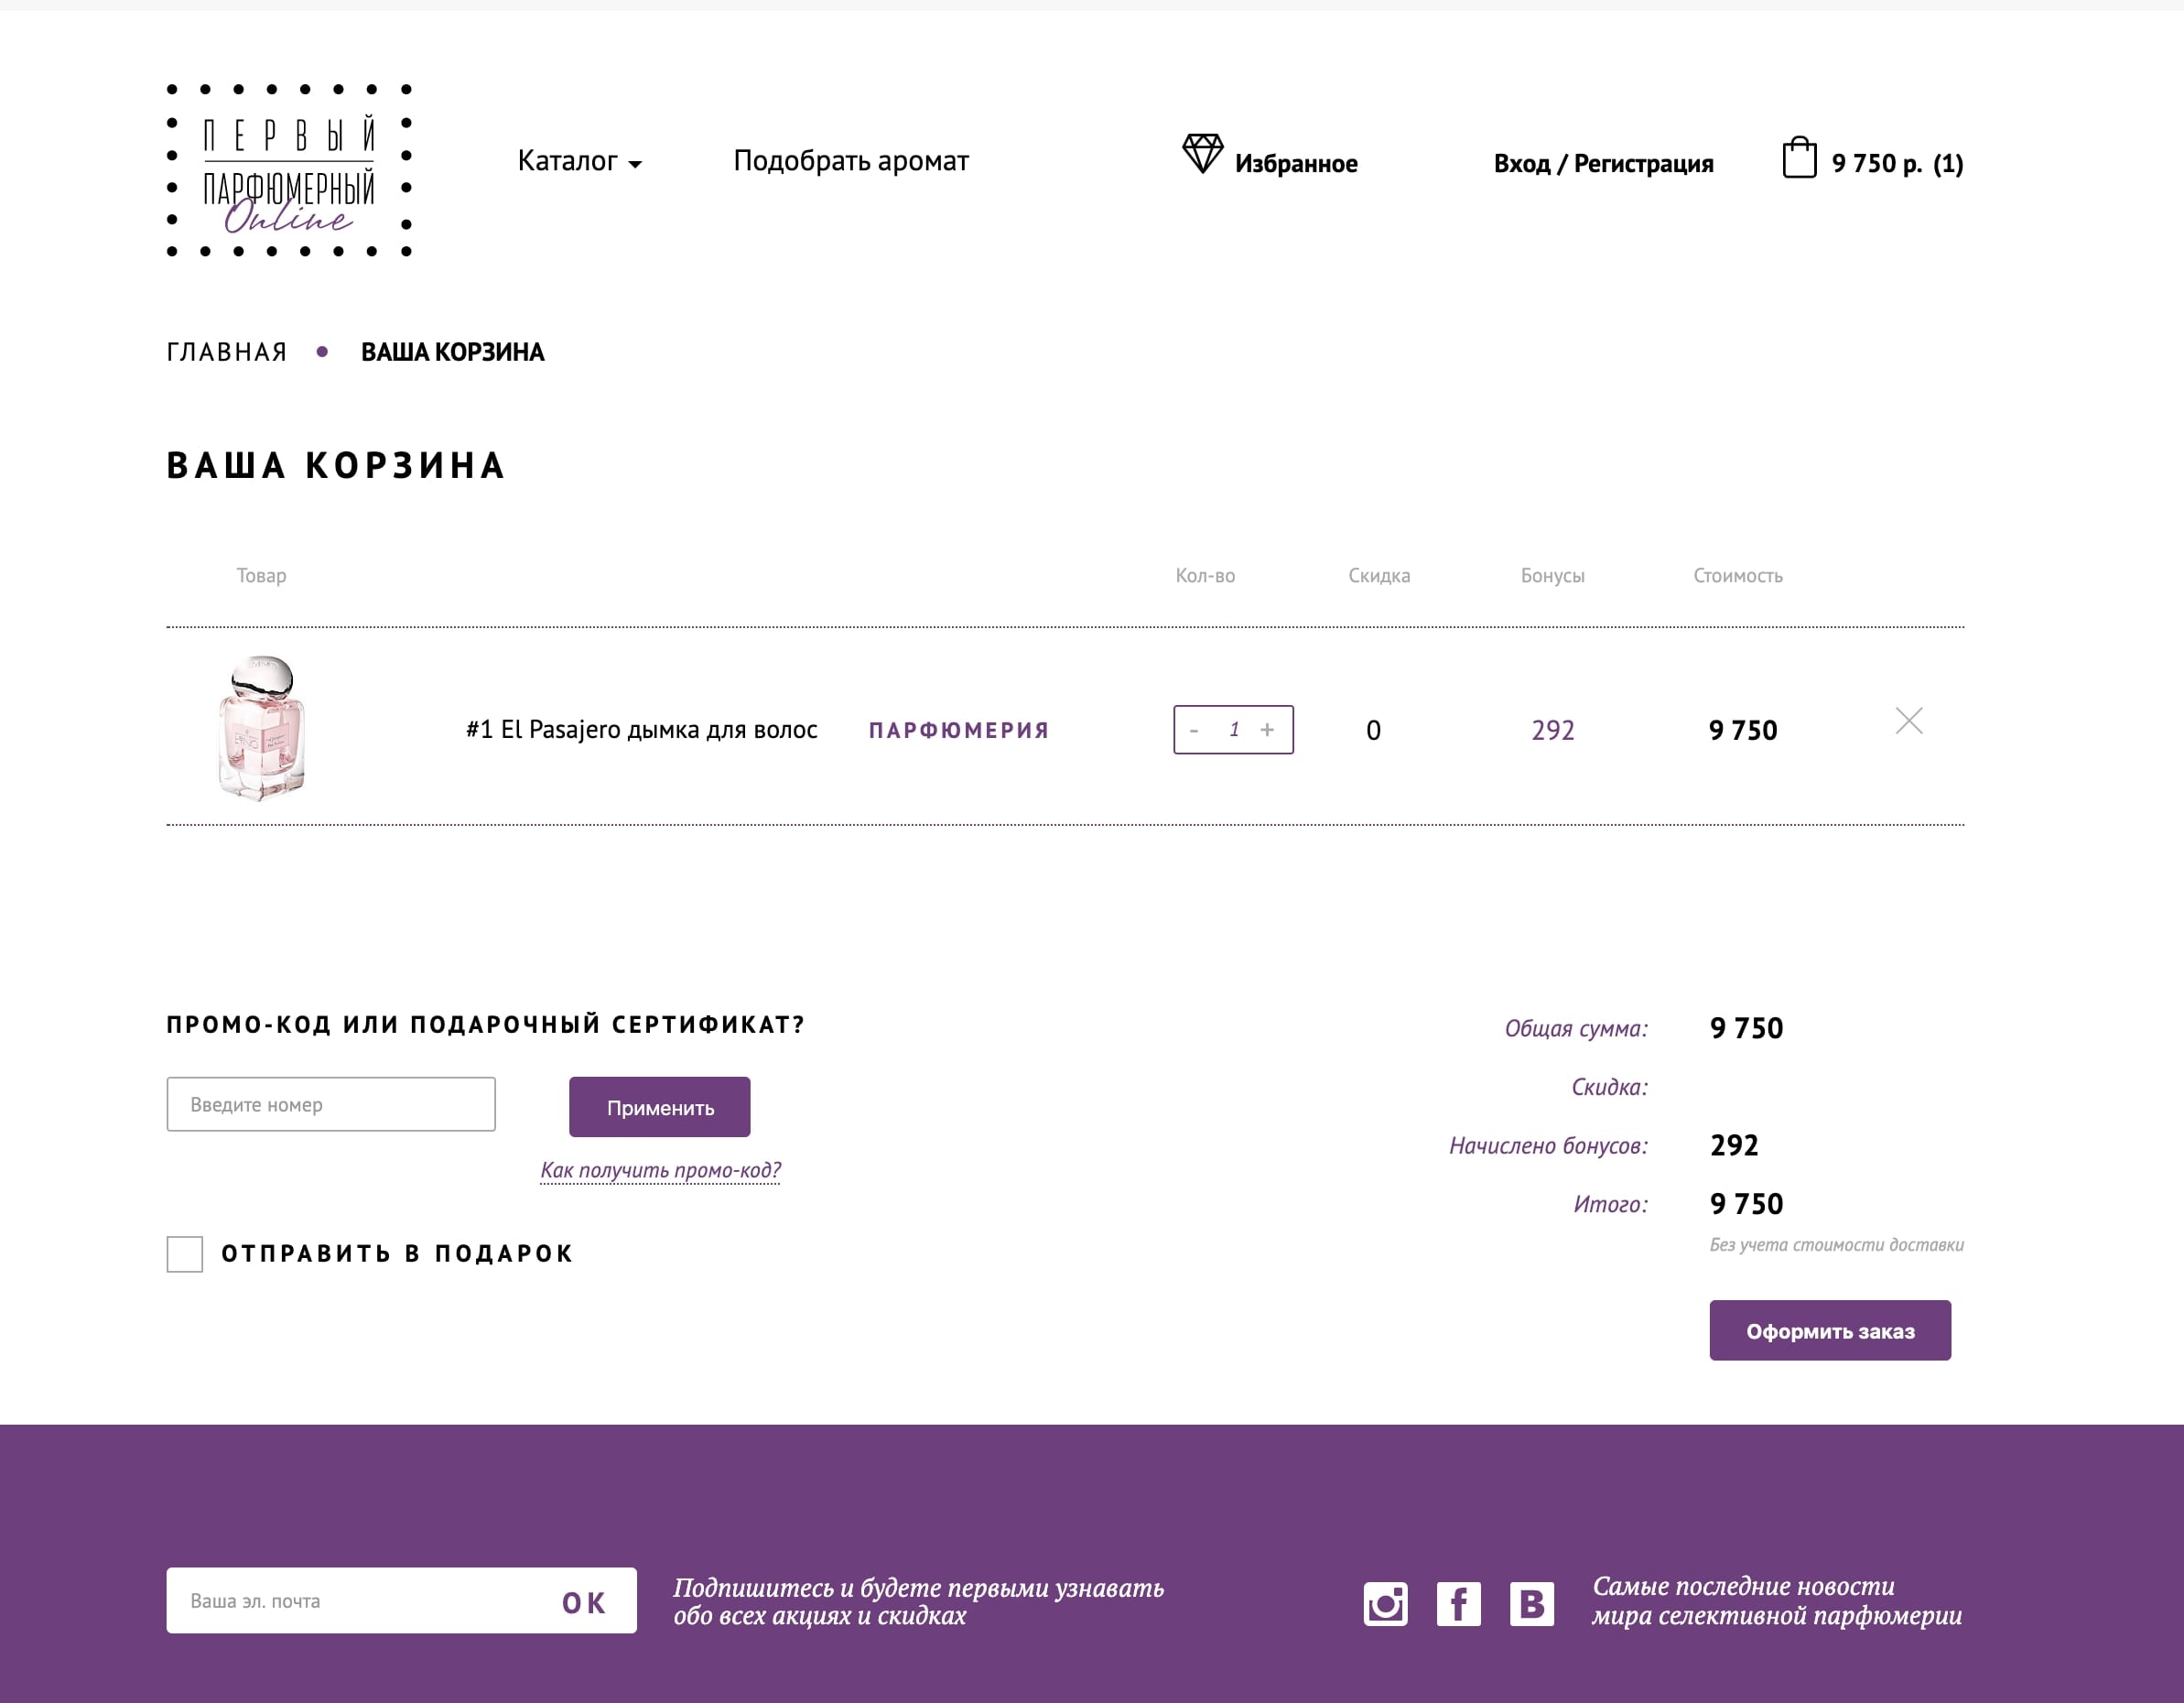 ПЕРВЫЙ
ПАРФЮМЕРНЫЙ
Online
Каталог
Подобрать аромат
Избранное
Вход / Регистрация
9 750 р. (1)
ГЛАВНАЯ • ВАША КОРЗИНА
ВАША КОРЗИНА
Товар Кол-во Скидка Бонусы Стоимость
#1 El Pasajero дымка для волос ПАРФЮМЕРИЯ - 1 + 0 292 9 750
ПРОМО-КОД ИЛИ ПОДАРОЧНЫЙ СЕРТИФИКАТ?
Введите номер
Применить
Как получить промо-код?
ОТПРАВИТЬ В ПОДАРОК
Общая сумма: 9 750
Скидка:
Начислено бонусов: 292
Итого: 9 750
Без учета стоимости доставки
Оформить заказ
Ваша эл. почта
ОК
Подпишитесь и будете первыми узнавать
обо всех акциях и скидках
f
В
Самые последние новости
мира селективной парфюмерии